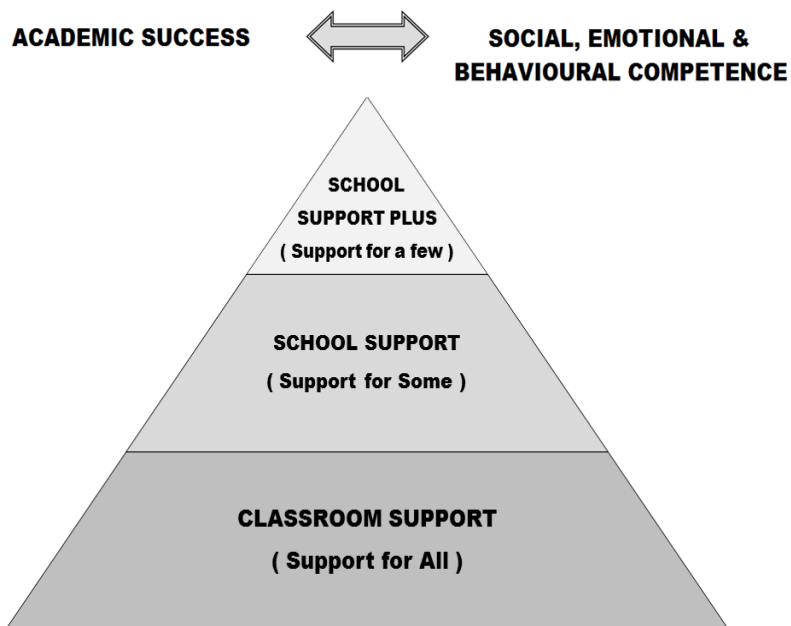 ACADEMIC SUCCESS
SOCIAL, EMOTIONAL &
BEHAVIOURAL COMPETENCE
SCHOOL
SUPPORT PLUS
( Support for a few )
SCHOOL SUPPORT
( Support for Some )
CLASSROOM SUPPORT
( Support for All )